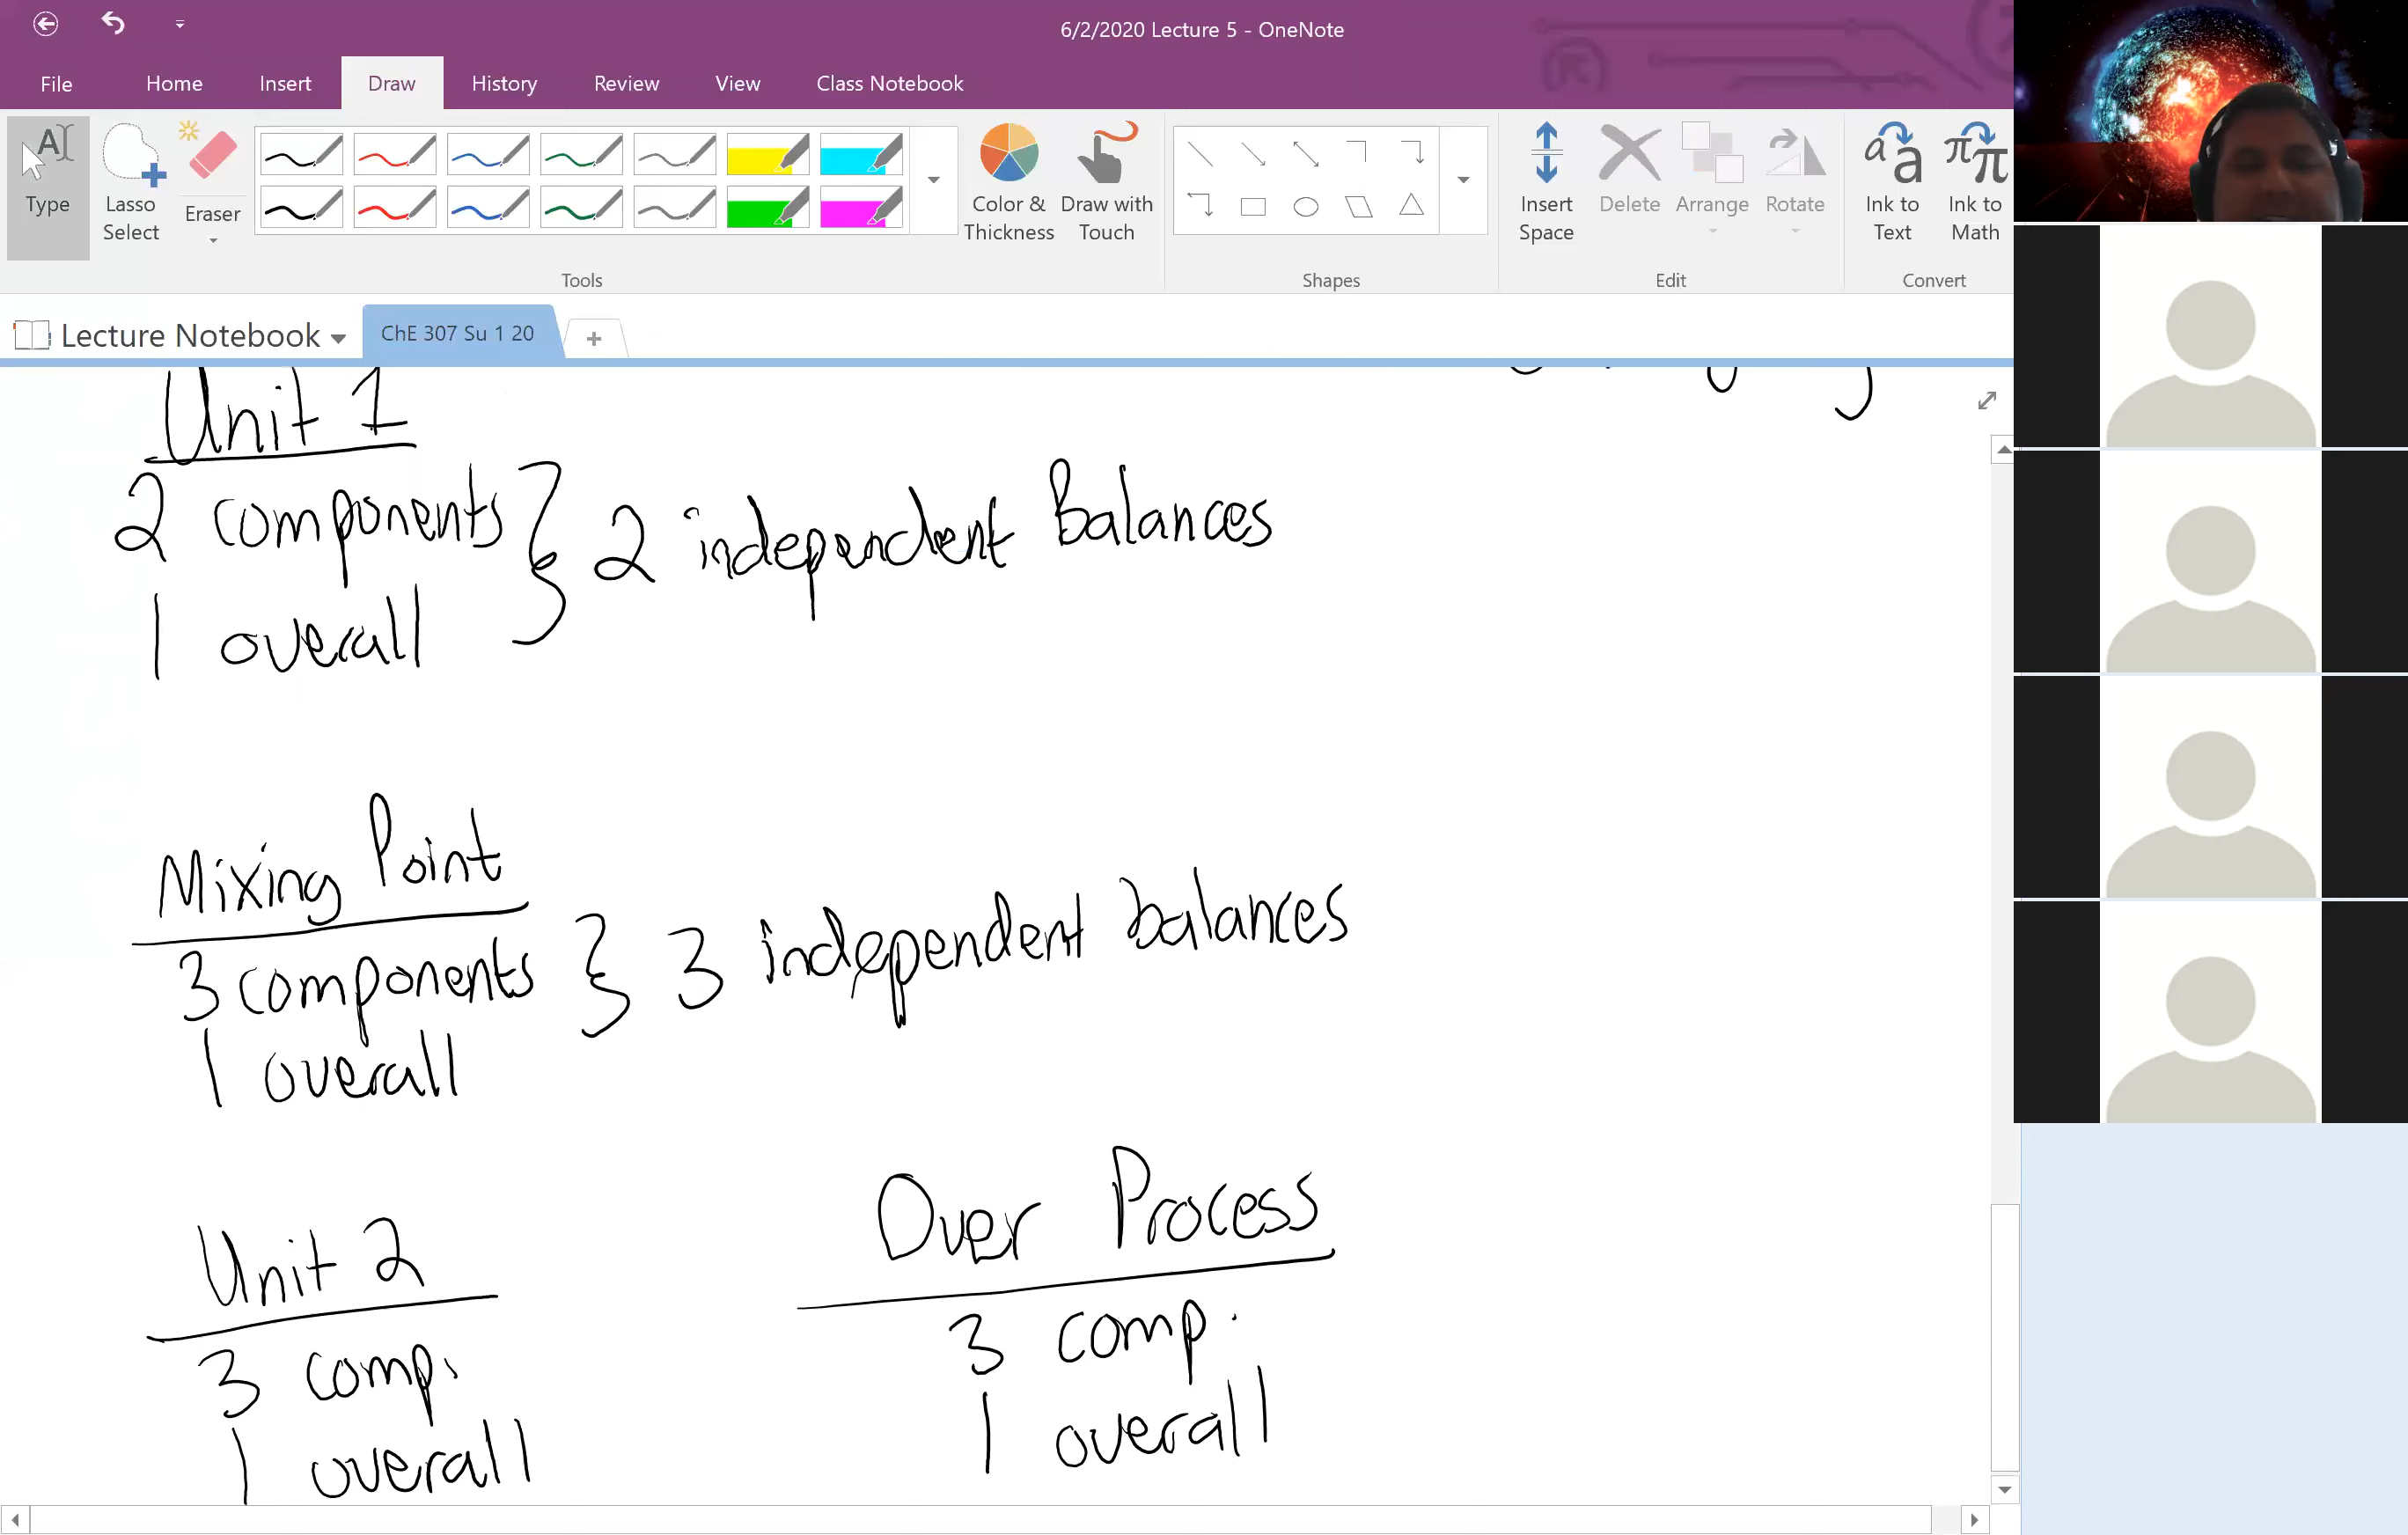 6/2/2020 Lecture 5 - OneNote
File Home Insert Draw History Review View Class Notebook
Type
Lasso Select
Eraser
Color & Thickness
Draw with Touch
Insert Space
Delete
Arrange
Rotate
Ink to Text
Ink to Math
Tools Shapes Edit Convert
Lecture Notebook ChE 307 Su 1 20
Unit 1
2 components } 2 independent Balances
1 overall
Mixing Point
3 components } 3 independent balances
1 overall
Unit 2
3 comp.
1 overall
Over Process
3 comp.
1 overall